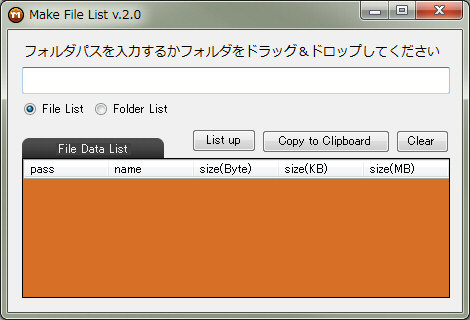 Make File List v.2.0
フォルダパスを入力するかフォルダをドラッグ＆ドロップしてください
File List Folder List
File Data List List up Copy to Clipboard Clear
pass name size(Byte) size(KB) size(MB)